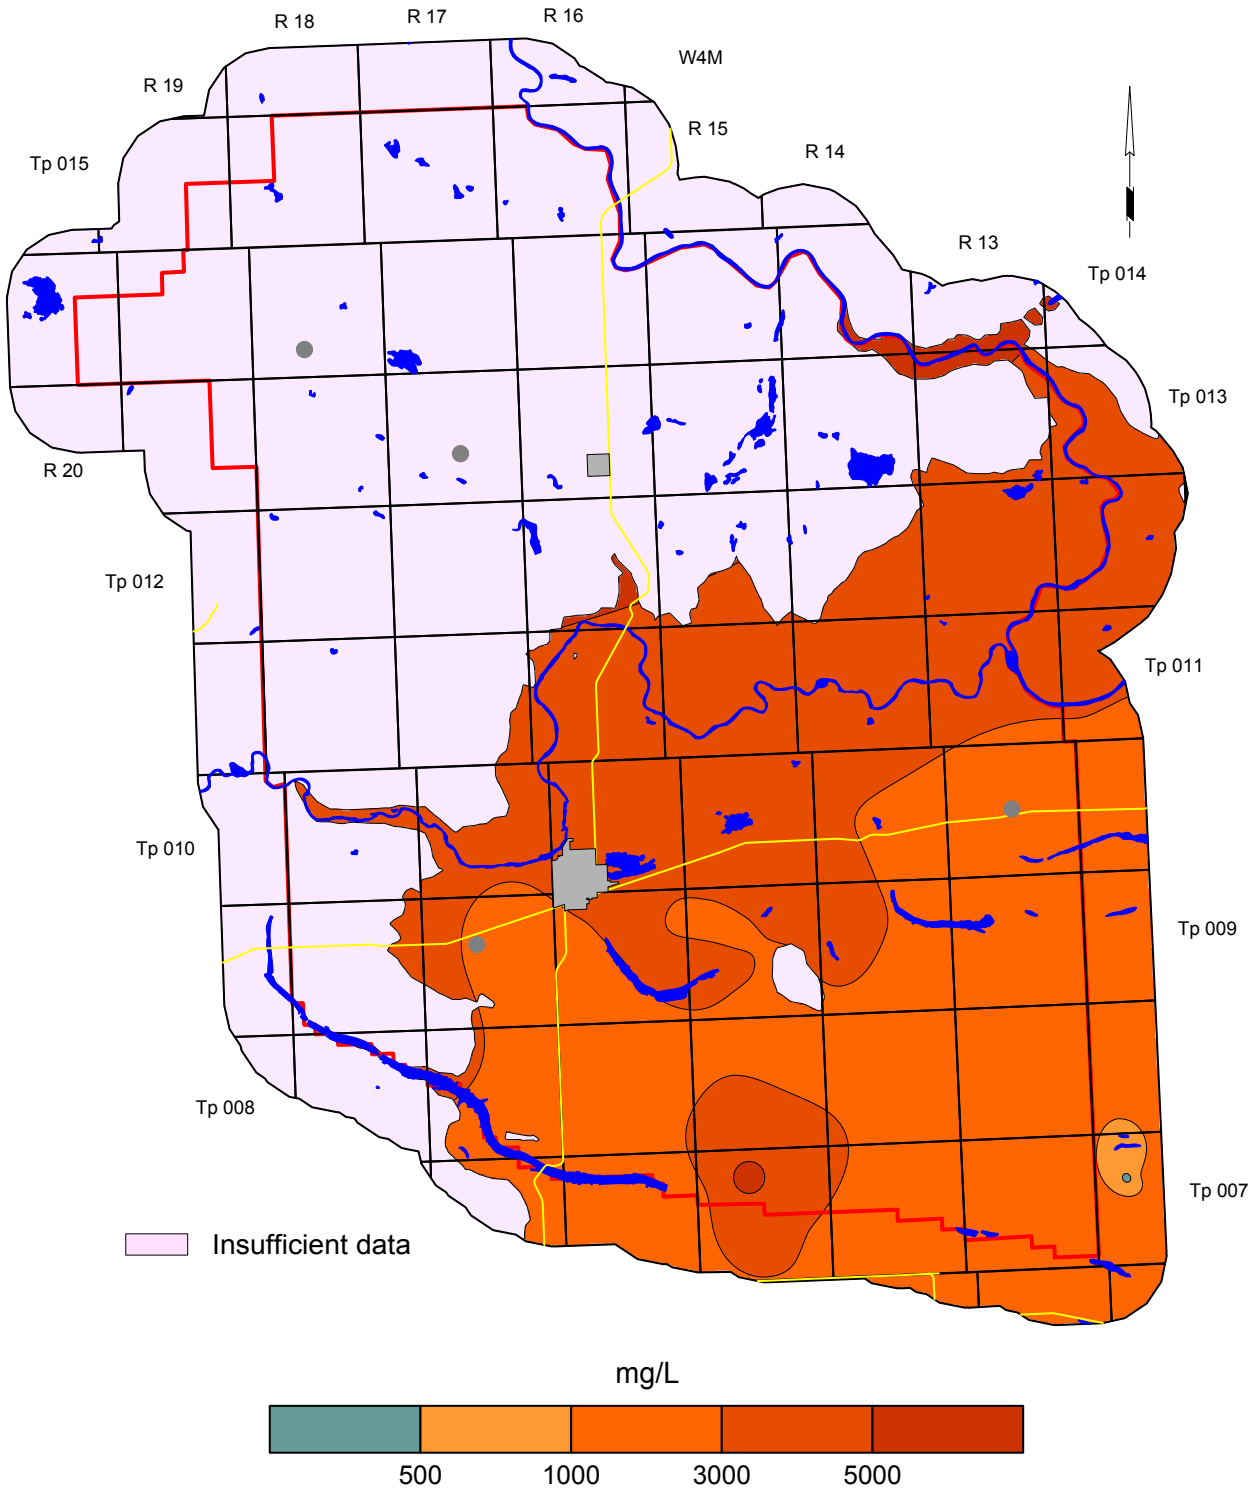 R 18
R 17
R 16
W4M
R 19
R 15
R 14
Tp 015
R 13
Tp 014
Tp 013
R 20
Tp 012
Tp 011
Tp 010
Tp 009
Tp 008
Tp 007
Insufficient data
mg/L
500 1000 3000 5000